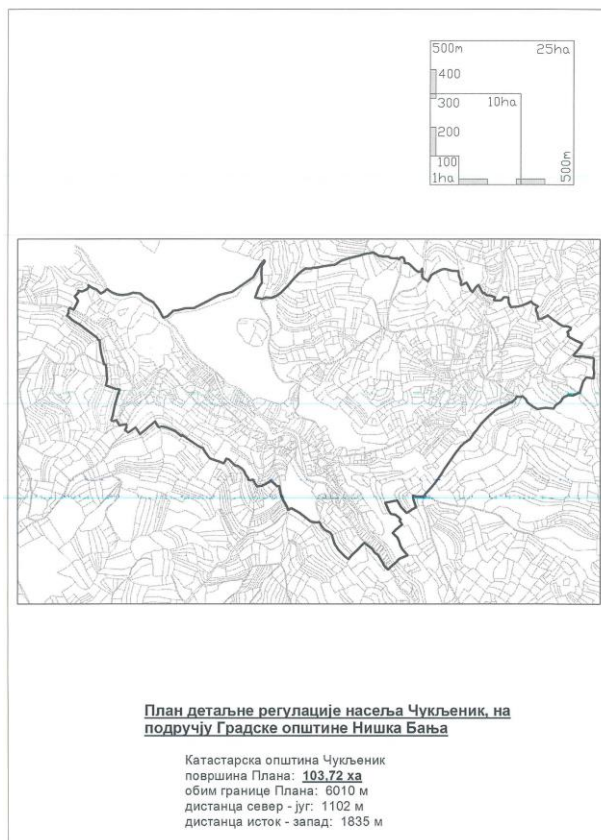 500m 25ha
400
300 10ha
200
100
1ha 500m
План детаљне регулације насеља Чукљеник, на
подручју Градске општине Нишка Бања
Катастарска општина Чукљеник
површина Плана: 103,72 ха
обим границе Плана: 6010 м
дистанца север - југ: 1102 м
дистанца исток - запад: 1835 м